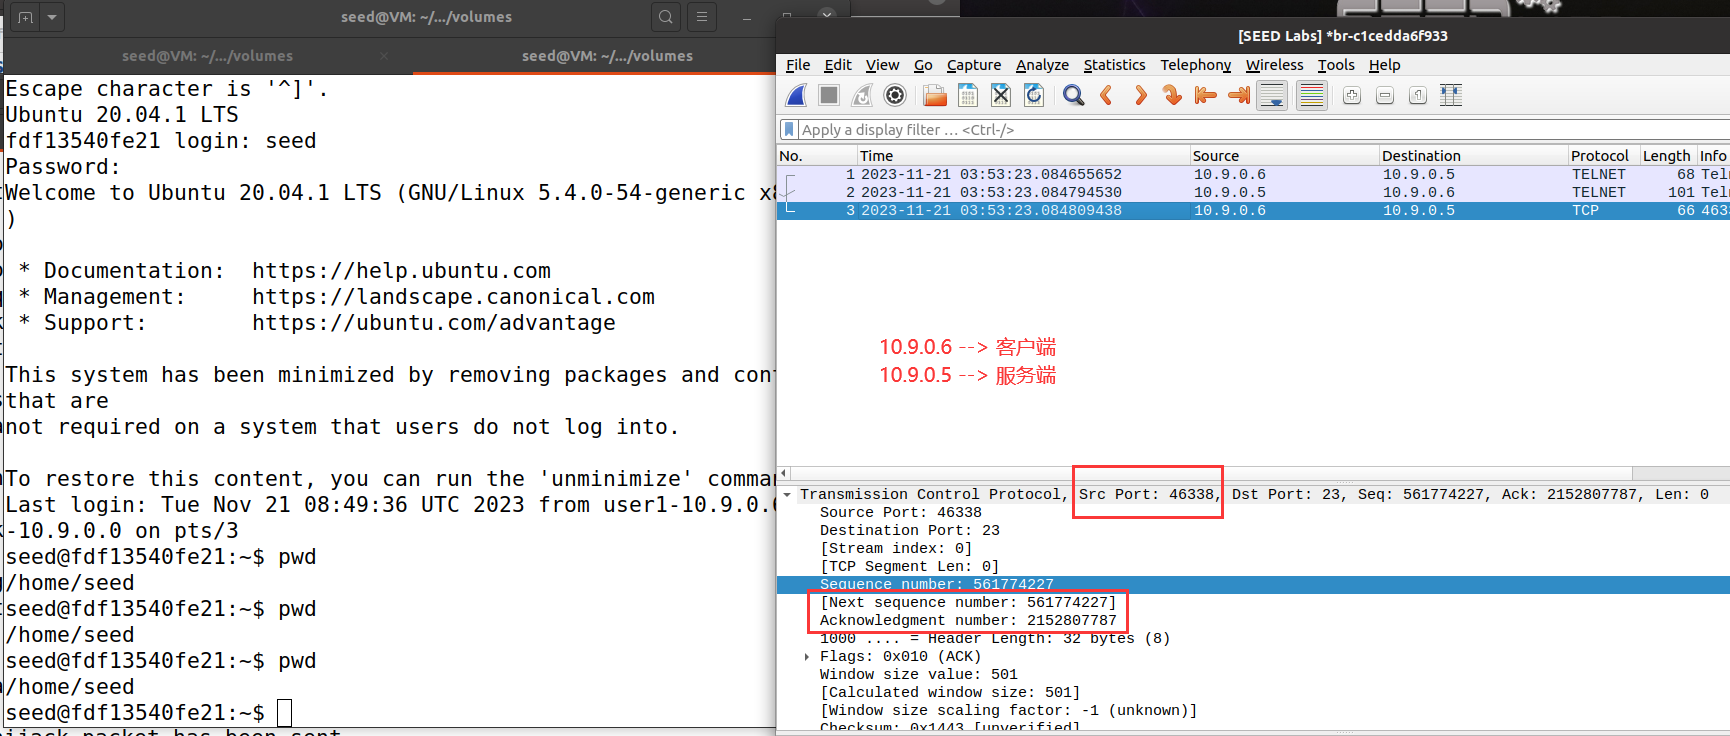 seed@VM: ~/.../volumes
seed@VM: ~/.../volumes
seed@VM: ~/.../volumes
Escape character is '^]'.
Ubuntu 20.04.1 LTS
fdf13540fe21 login: seed
Password:
Welcome to Ubuntu 20.04.1 LTS (GNU/Linux 5.4.0-54-generic x8
)
* Documentation: https://help.ubuntu.com
* Management: https://landscape.canonical.com
* Support: https://ubuntu.com/advantage
This system has been minimized by removing packages and cont
that are
not required on a system that users do not log into.
To restore this content, you can run the 'unminimize' comman
Last login: Tue Nov 21 08:49:36 UTC 2023 from user1-10.9.0.6
-10.9.0.0 on pts/3
seed@fdf13540fe21:~$ pwd
/home/seed
seed@fdf13540fe21:~$ pwd
/home/seed
seed@fdf13540fe21:~$ pwd
/home/seed
seed@fdf13540fe21:~$
ijack packet has been sent
[SEED Labs] *br-c1cedda6f933
File Edit View Go Capture Analyze Statistics Telephony Wireless Tools Help
Apply a display filter … <Ctrl-/>
No. Time Source Destination Protocol Length Info
1 2023-11-21 03:53:23.084655652 10.9.0.6 10.9.0.5 TELNET 68 Teln
2 2023-11-21 03:53:23.084794530 10.9.0.5 10.9.0.6 TELNET 101 Teln
3 2023-11-21 03:53:23.084809438 10.9.0.6 10.9.0.5 TCP 66 463
10.9.0.6 --> 客户端
10.9.0.5 --> 服务端
Transmission Control Protocol, Src Port: 46338, Dst Port: 23, Seq: 561774227, Ack: 2152807787, Len: 0
Source Port: 46338
Destination Port: 23
[Stream index: 0]
[TCP Segment Len: 0]
Sequence number: 561774227
[Next sequence number: 561774227]
Acknowledgment number: 2152807787
1000 .... = Header Length: 32 bytes (8)
Flags: 0x010 (ACK)
Window size value: 501
[Calculated window size: 501]
[Window size scaling factor: -1 (unknown)]
Checksum: 0x1443 [unverified]